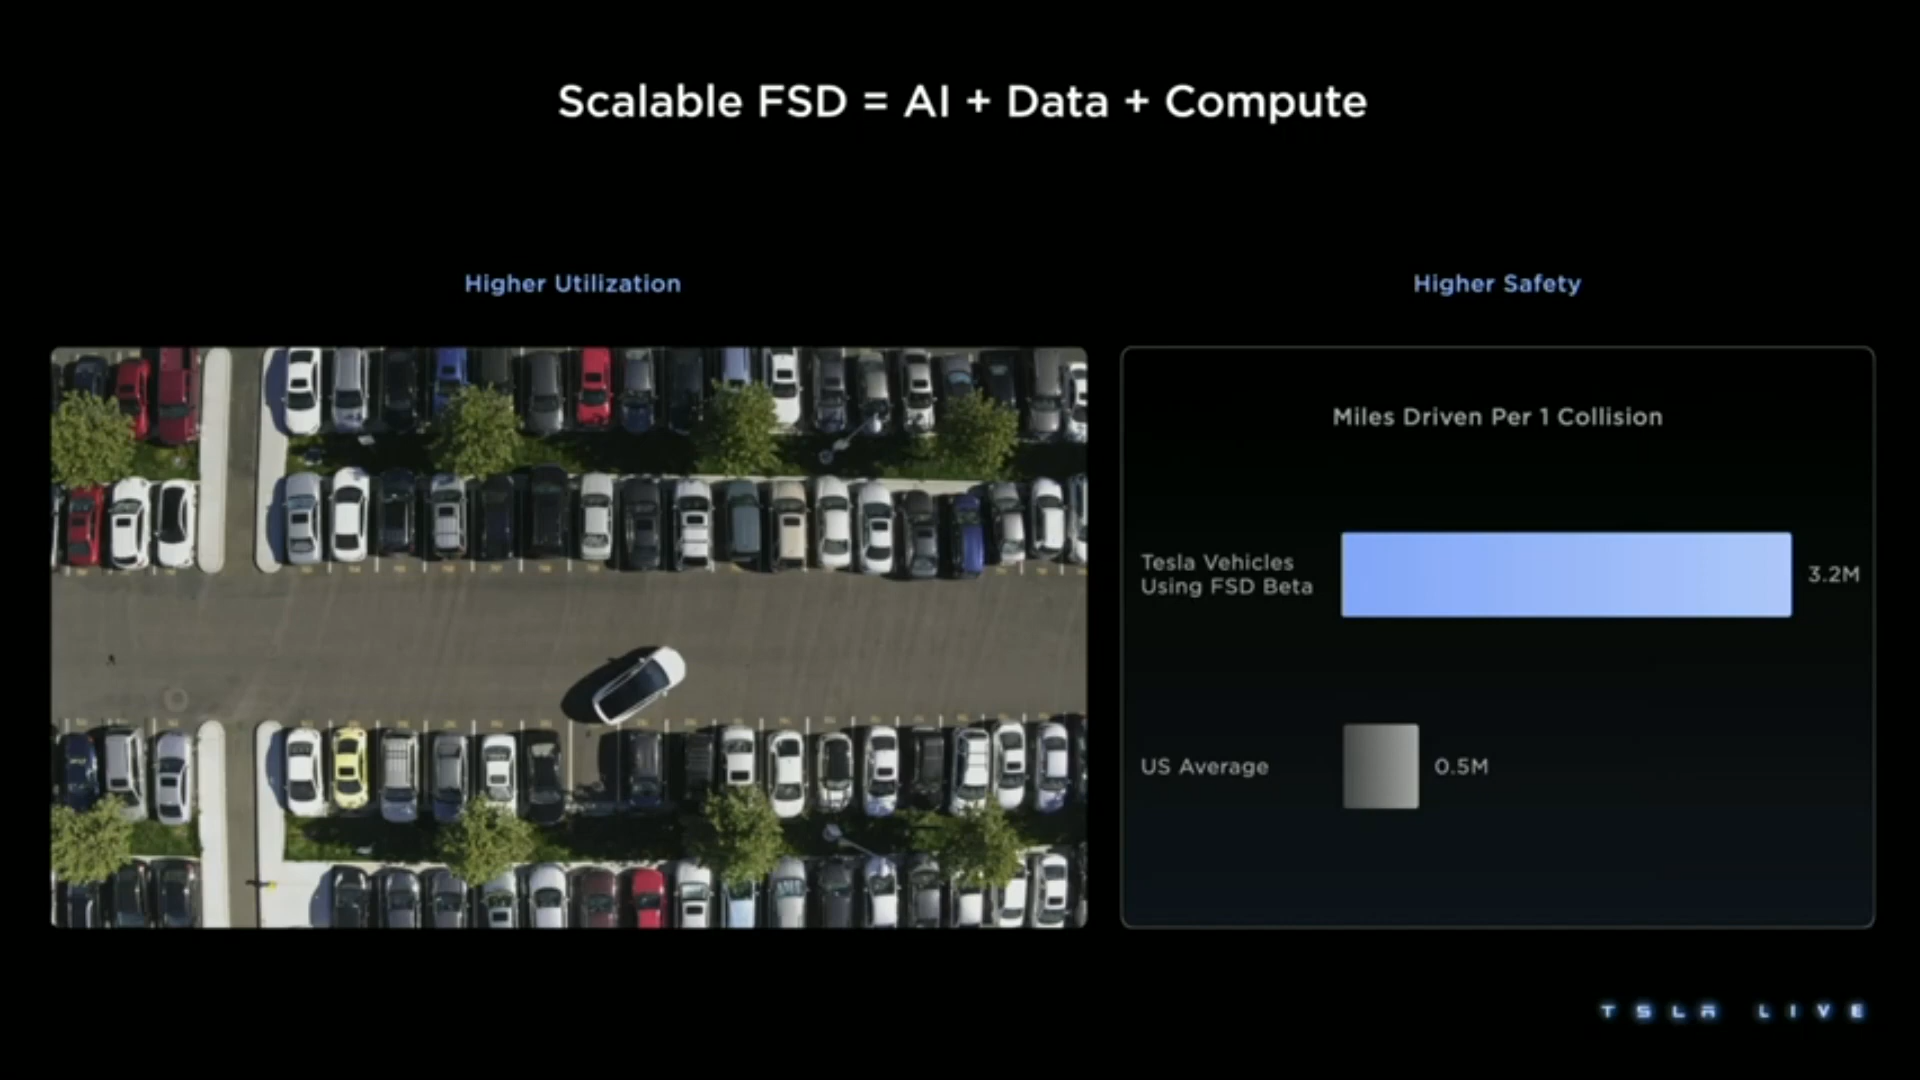 Scalable FSD = AI + Data + Compute
Higher Utilization
Higher Safety
Miles Driven Per 1 Collision
Tesla Vehicles
Using FSD Beta
3.2M
US Average
0.5M
TSLA LIVE